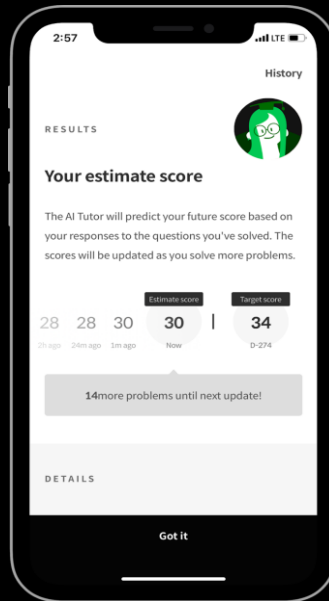 2:57
LTE
History
RESULTS
Your estimate score
The AI Tutor will predict your future score based on
your responses to the questions you've solved. The
scores will be updated as you solve more problems.
Estimate score
Target score
28 28 30 30 34
2h ago 24m ago 1m ago Now D-274
14more problems until next update!
DETAILS
Got it